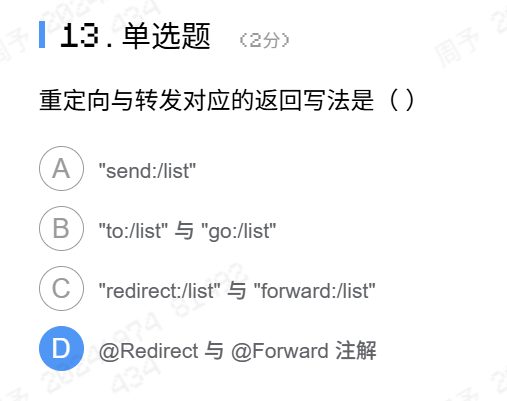 13.单选题 (2分)
重定向与转发对应的返回写法是（ ）
A "send:/list"
B "to:/list" 与 "go:/list"
C "redirect:/list" 与 "forward:/list"
D @Redirect 与 @Forward 注解